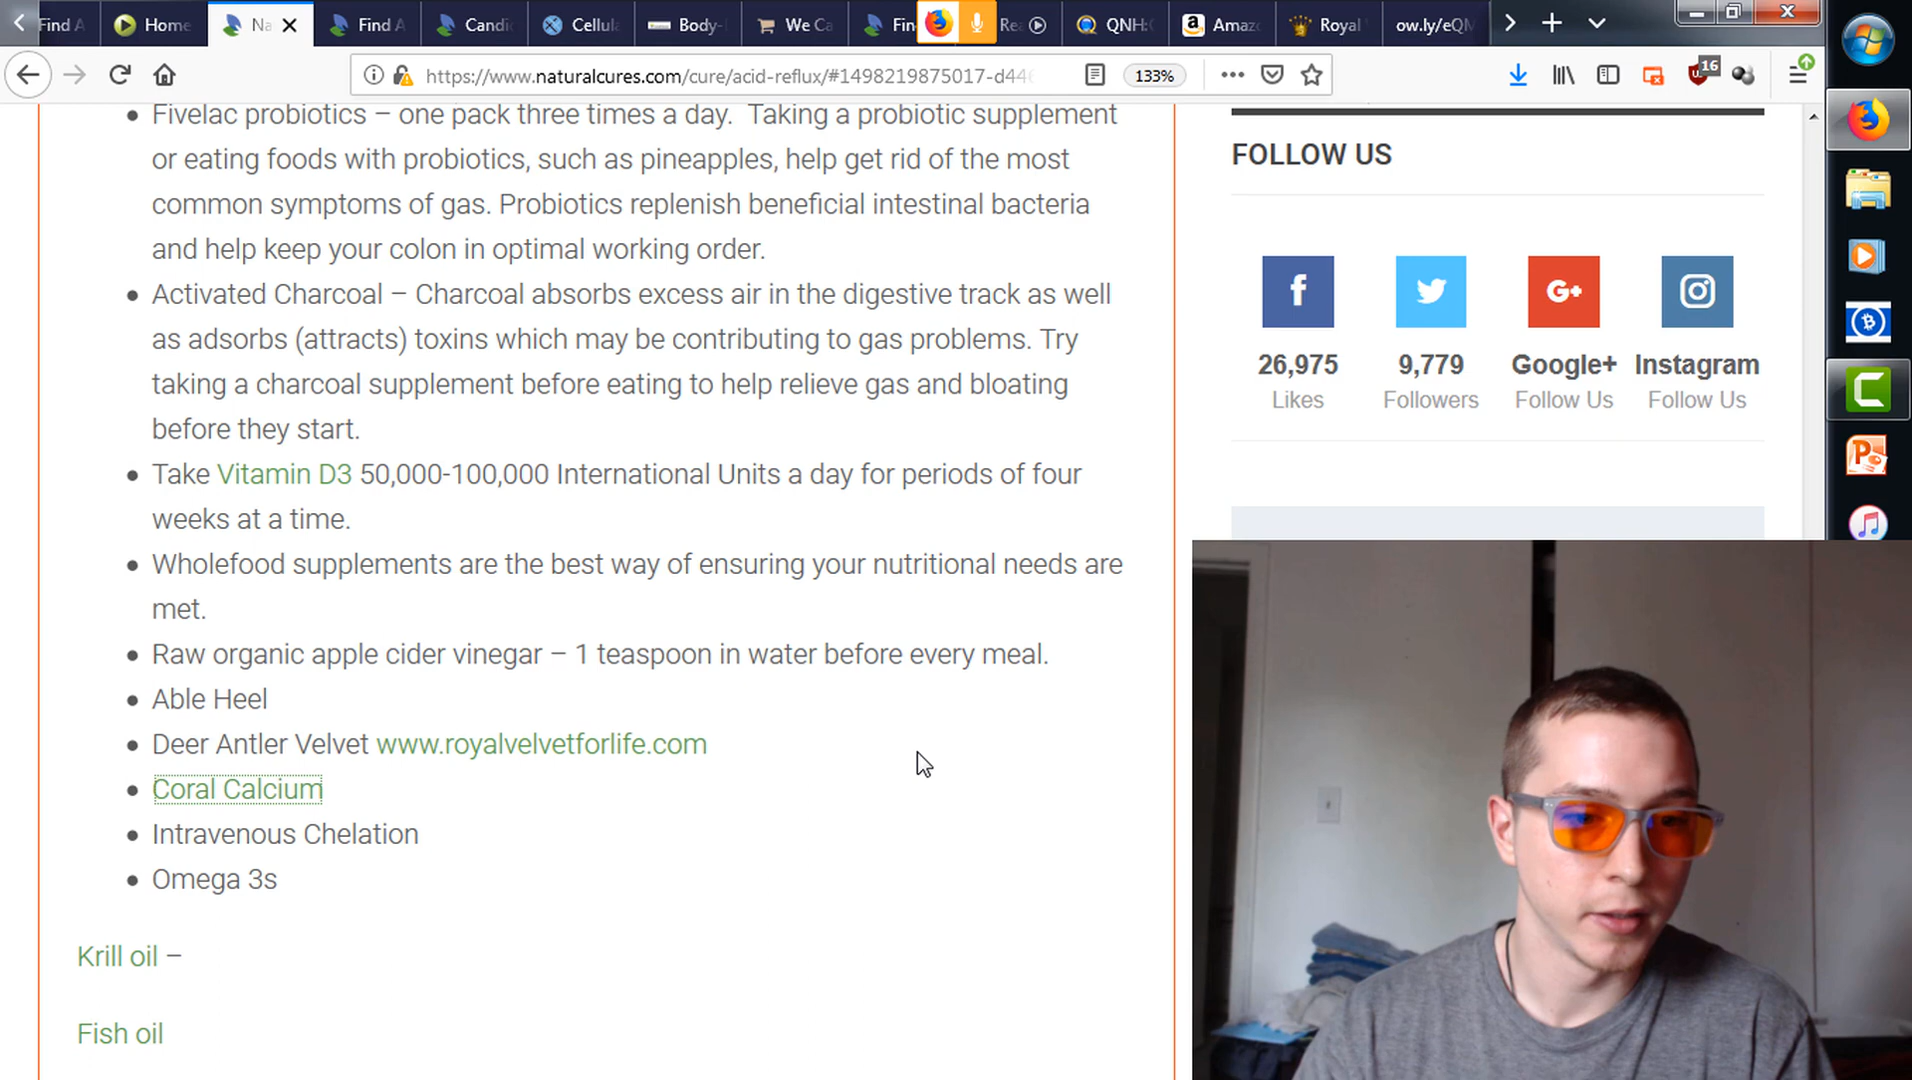 Find A
Home
Na
Find A
Candid
Cellula
Body-
We Ca
Fin
Rea
QNH:
Amazo
Royal
ow.ly/eQM
https://www.naturalcures.com/cure/acid-reflux/#1498219875017-d446
133%
16
Fivelac probiotics – one pack three times a day. Taking a probiotic supplement
or eating foods with probiotics, such as pineapples, help get rid of the most
common symptoms of gas. Probiotics replenish beneficial intestinal bacteria
and help keep your colon in optimal working order.
Activated Charcoal – Charcoal absorbs excess air in the digestive track as well
as adsorbs (attracts) toxins which may be contributing to gas problems. Try
taking a charcoal supplement before eating to help relieve gas and bloating
before they start.
Take Vitamin D3 50,000-100,000 International Units a day for periods of four
weeks at a time.
Wholefood supplements are the best way of ensuring your nutritional needs are
met.
Raw organic apple cider vinegar – 1 teaspoon in water before every meal.
Able Heel
Deer Antler Velvet www.royalvelvetforlife.com
Coral Calcium
Intravenous Chelation
Omega 3s
Krill oil –
Fish oil
FOLLOW US
f
G+
26,975
Likes
9,779
Followers
Google+
Follow Us
Instagram
Follow Us